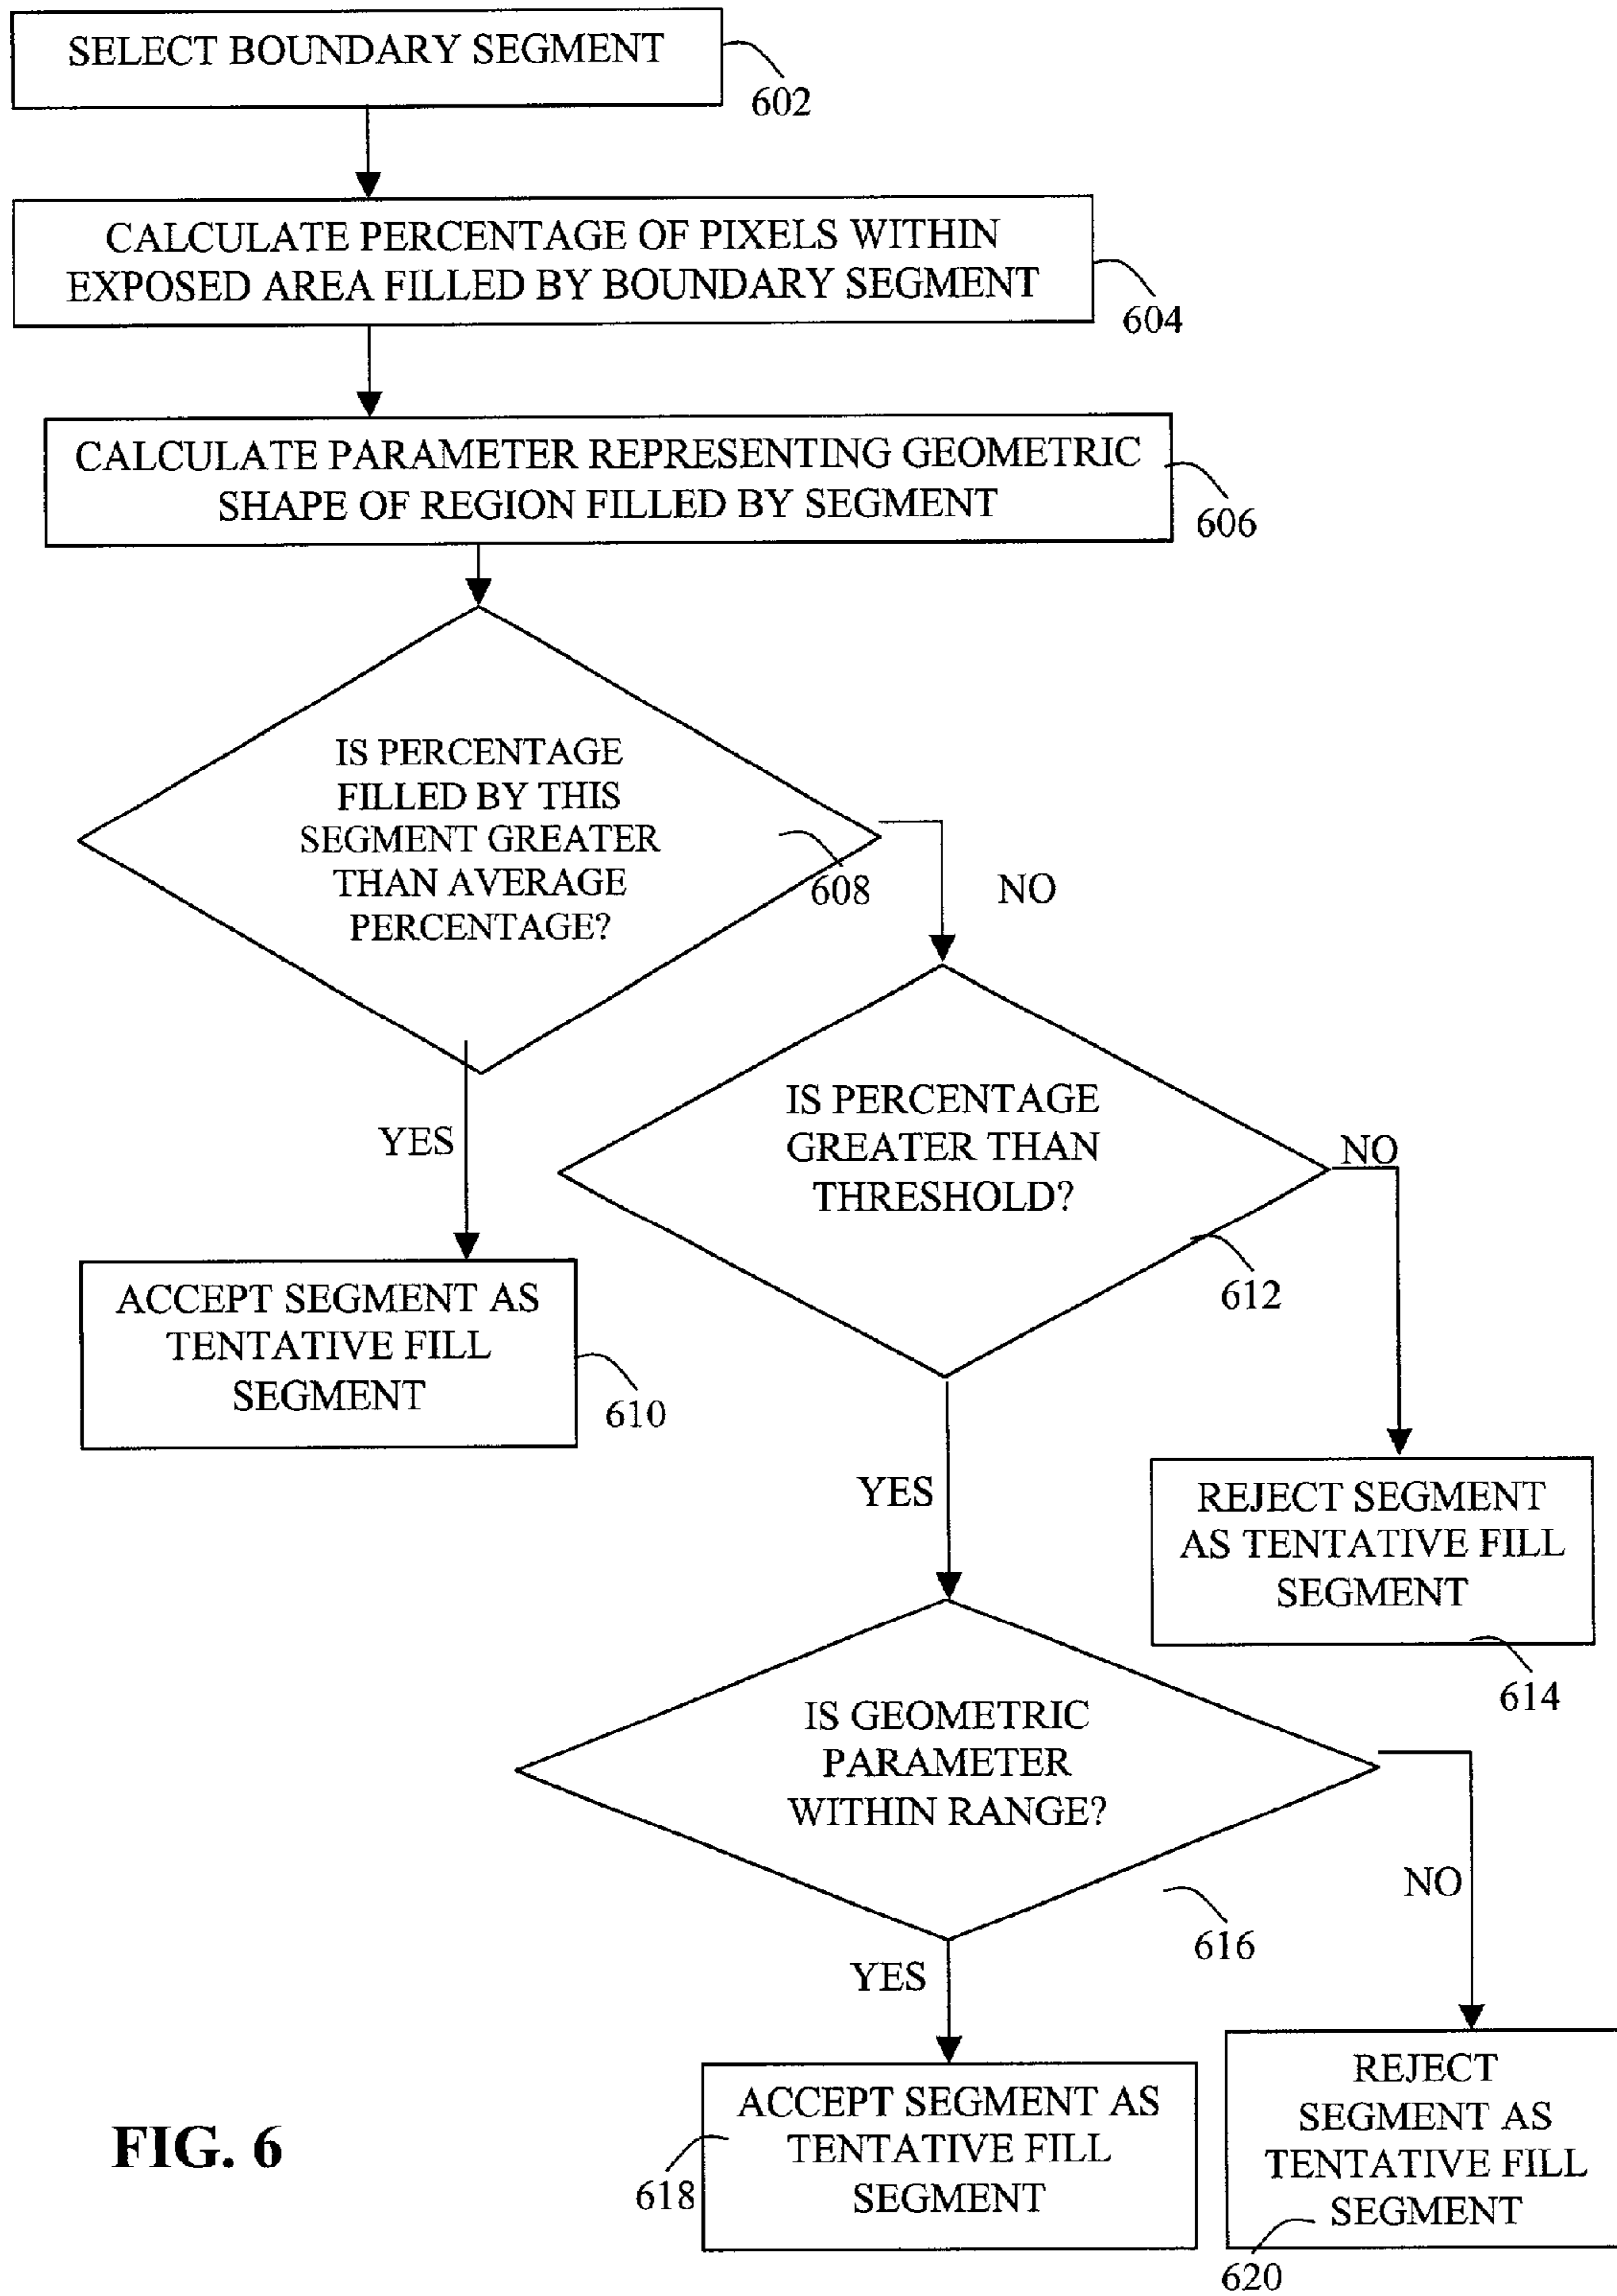 SELECT BOUNDARY SEGMENT
602
CALCULATE PERCENTAGE OF PIXELS WITHIN
EXPOSED AREA FILLED BY BOUNDARY SEGMENT
604
CALCULATE PARAMETER REPRESENTING GEOMETRIC
SHAPE OF REGION FILLED BY SEGMENT
606
IS PERCENTAGE
FILLED BY THIS
SEGMENT GREATER
THAN AVERAGE
PERCENTAGE?
608
NO
YES
ACCEPT SEGMENT AS
TENTATIVE FILL
SEGMENT
610
IS PERCENTAGE
GREATER THAN
THRESHOLD?
612
NO
YES
REJECT SEGMENT
AS TENTATIVE FILL
SEGMENT
614
IS GEOMETRIC
PARAMETER
WITHIN RANGE?
616
NO
YES
ACCEPT SEGMENT AS
TENTATIVE FILL
SEGMENT
618
REJECT
SEGMENT AS
TENTATIVE FILL
SEGMENT
620
FIG. 6